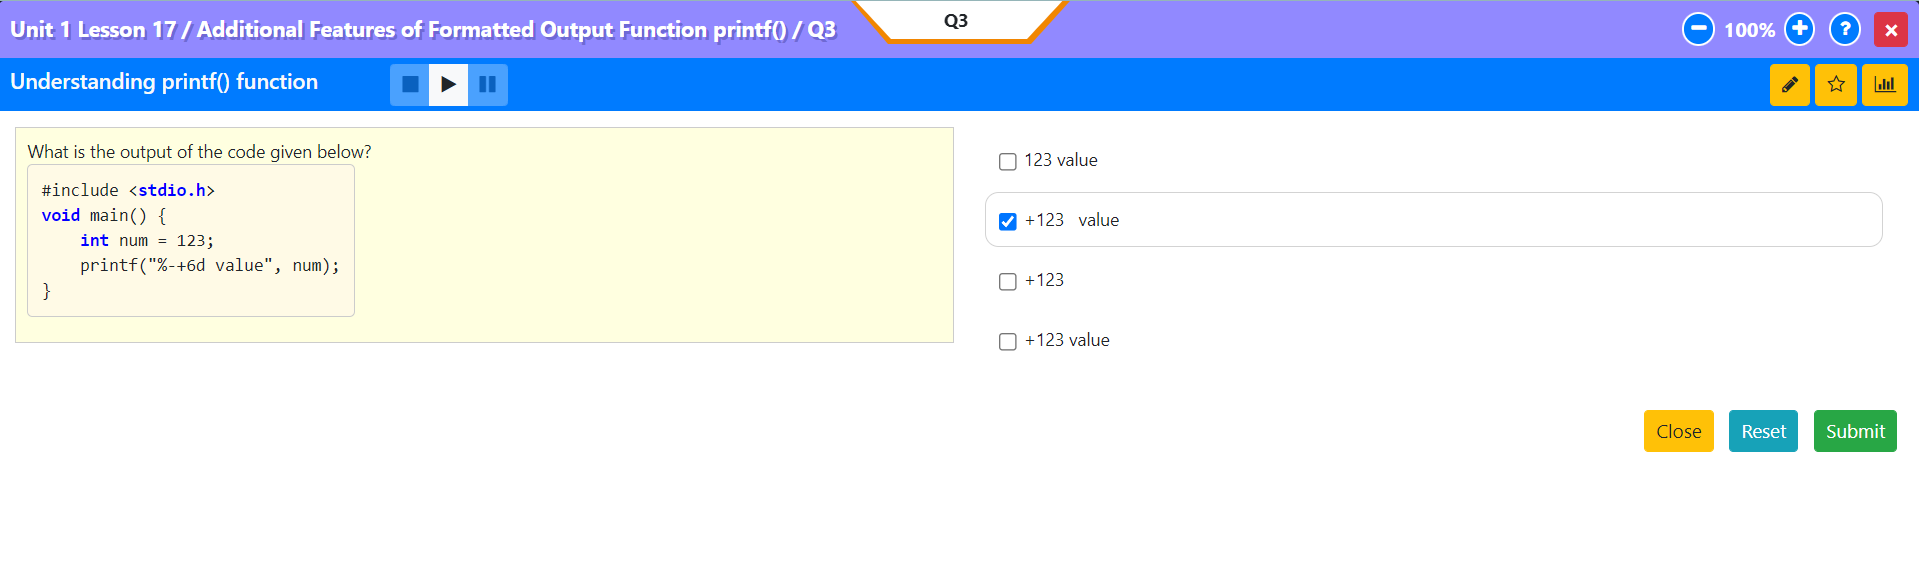 Unit 1 Lesson 17 / Additional Features of Formatted Output Function printf() / Q3
Q3
100%
?
×
Understanding printf() function
What is the output of the code given below?
#include <stdio.h>
void main() {
    int num = 123;
    printf("%-+6d value", num);
}
123 value
+123   value
+123
+123 value
Close
Reset
Submit